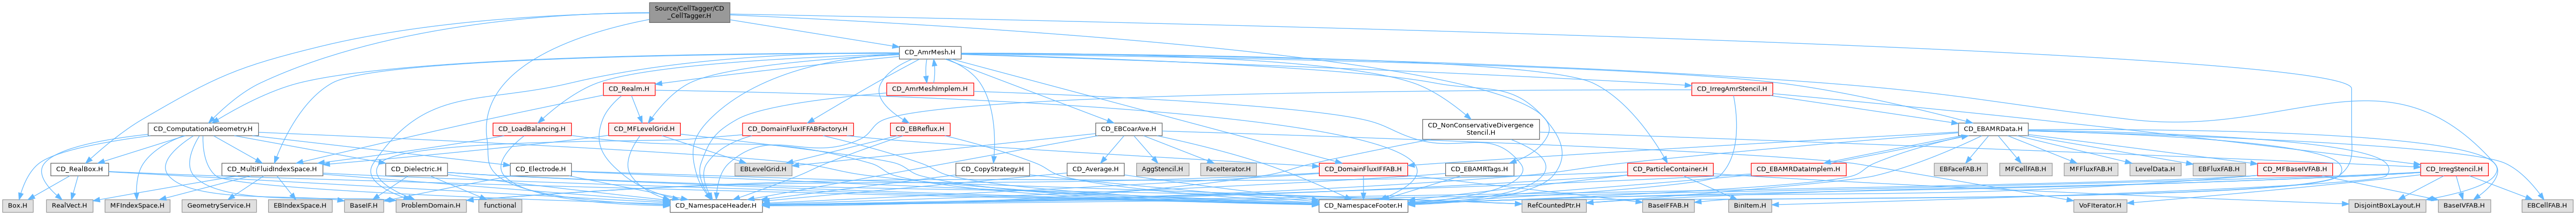 Source/CellTagger/CD
_CellTagger.H
CD_AmrMesh.H
CD_Realm.H
CD_AmrMeshImplem.H
CD_IrregAmrStencil.H
CD_ComputationalGeometry.H
CD_LoadBalancing.H
CD_MFLevelGrid.H
CD_DomainFluxIFFABFactory.H
CD_EBReflux.H
CD_EBCoarAve.H
CD_NonConservativeDivergence
Stencil.H
CD_EBAMRData.H
CD_RealBox.H
CD_MultiFluidIndexSpace.H
CD_Dielectric.H
CD_Electrode.H
EBLevelGrid.H
CD_CopyStrategy.H
CD_Average.H
AggStencil.H
FaceIterator.H
CD_DomainFluxIFFAB.H
CD_EBAMRTags.H
CD_ParticleContainer.H
CD_EBAMRDataImplem.H
EBFaceFAB.H
MFCellFAB.H
MFFluxFAB.H
LevelData.H
EBFluxFAB.H
CD_MFBaseIVFAB.H
CD_IrregStencil.H
Box.H
RealVect.H
MFIndexSpace.H
GeometryService.H
EBIndexSpace.H
BaseIF.H
ProblemDomain.H
functional
CD_NamespaceHeader.H
CD_NamespaceFooter.H
RefCountedPtr.H
BaseIFFAB.H
BinItem.H
VoFIterator.H
DisjointBoxLayout.H
BaseIVFAB.H
EBCellFAB.H